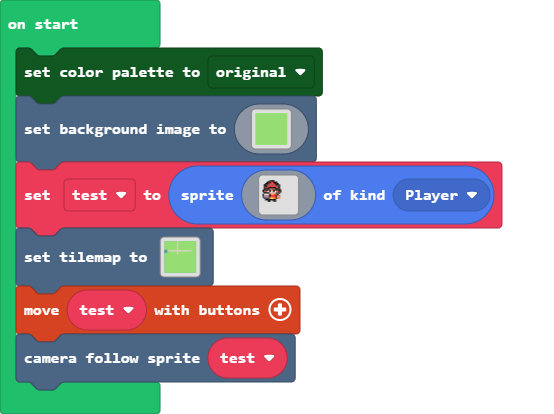 on start
set color palette to original
set background image to
set test to sprite of kind Player
set tilemap to
move test with buttons
camera follow sprite test